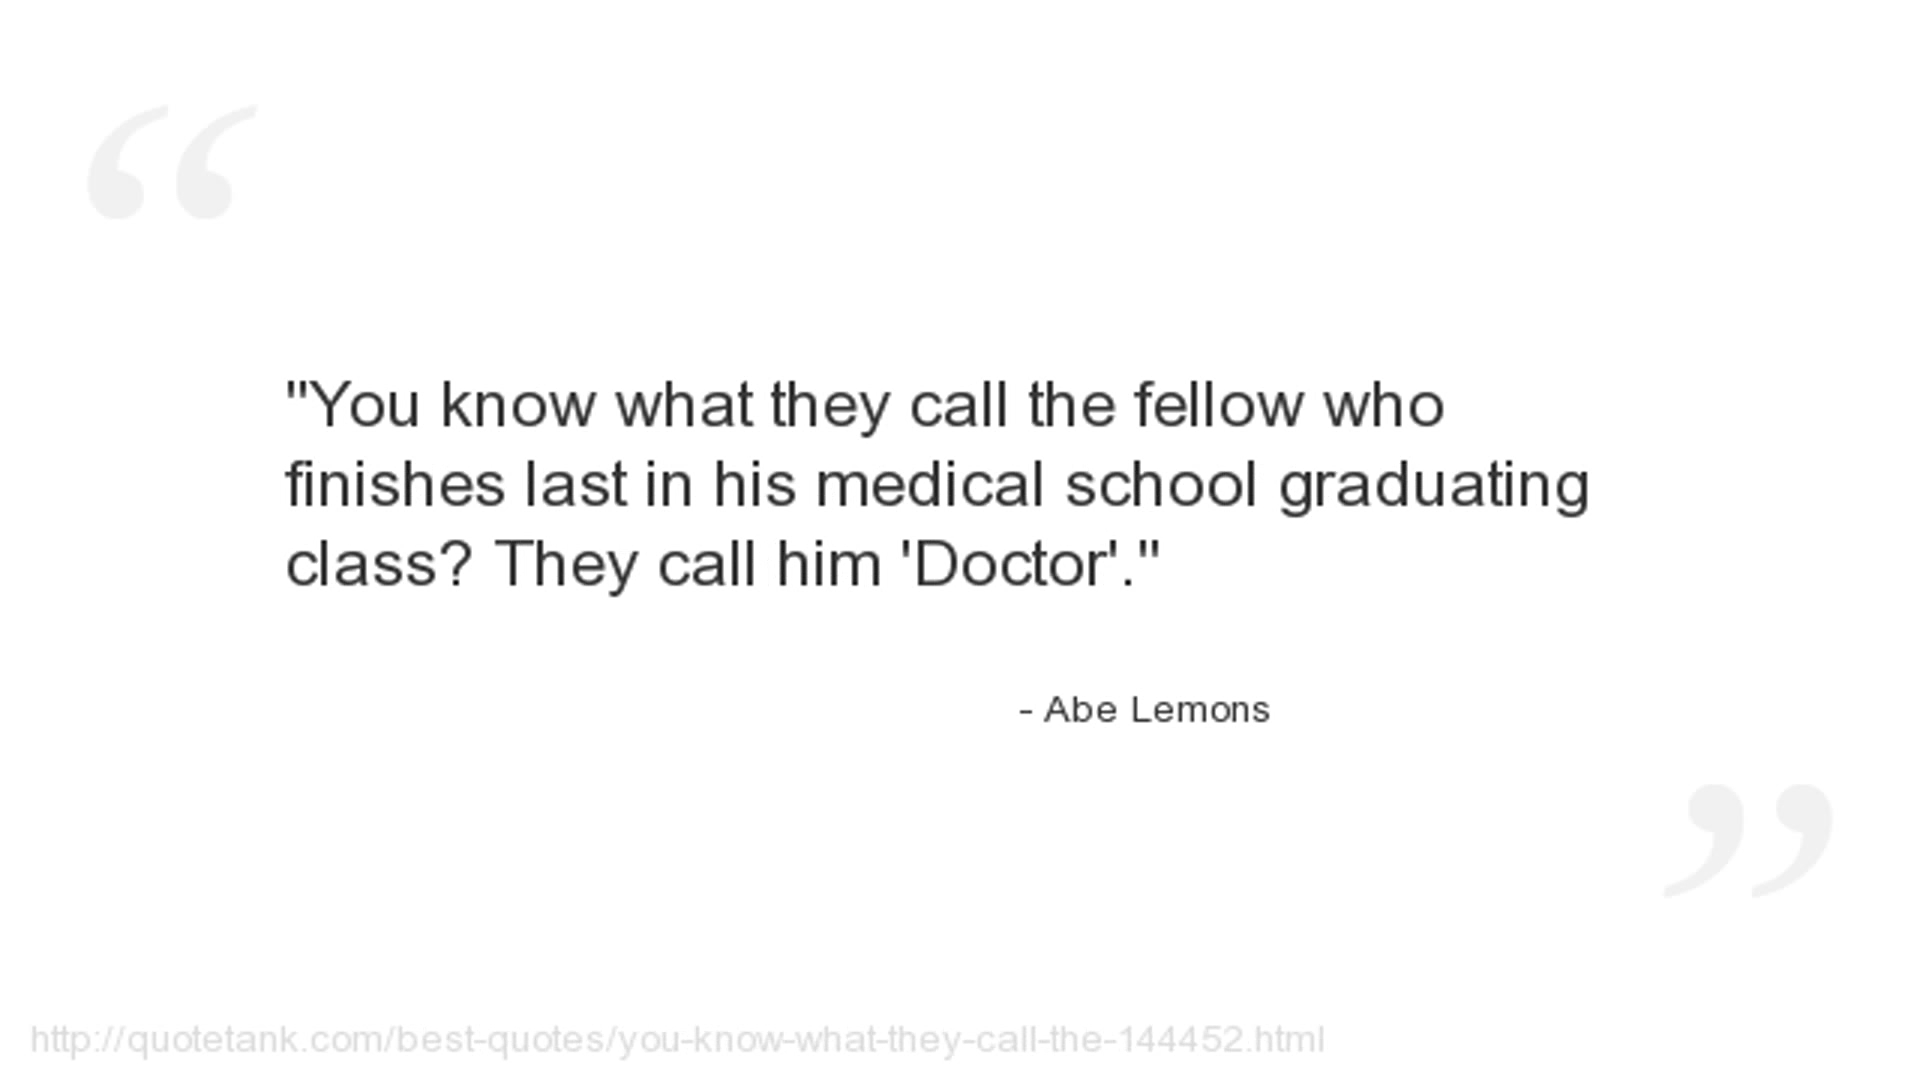 "You know what they call the fellow who
finishes last in his medical school graduating
class? They call him 'Doctor'."
- Abe Lemons
http://quotetank.com/best-quotes/you-know-what-they-call-the-144452.html